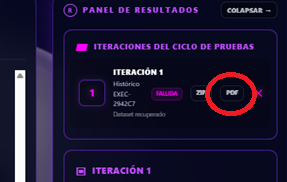 R PANEL DE RESULTADOS COLAPSAR →
ITERACIONES DEL CICLO DE PRUEBAS
ITERACIÓN 1
Histórico
1 EXEC- FALLIDA ZIP PDF
2942C7
Dataset recuperado
ITERACIÓN 1